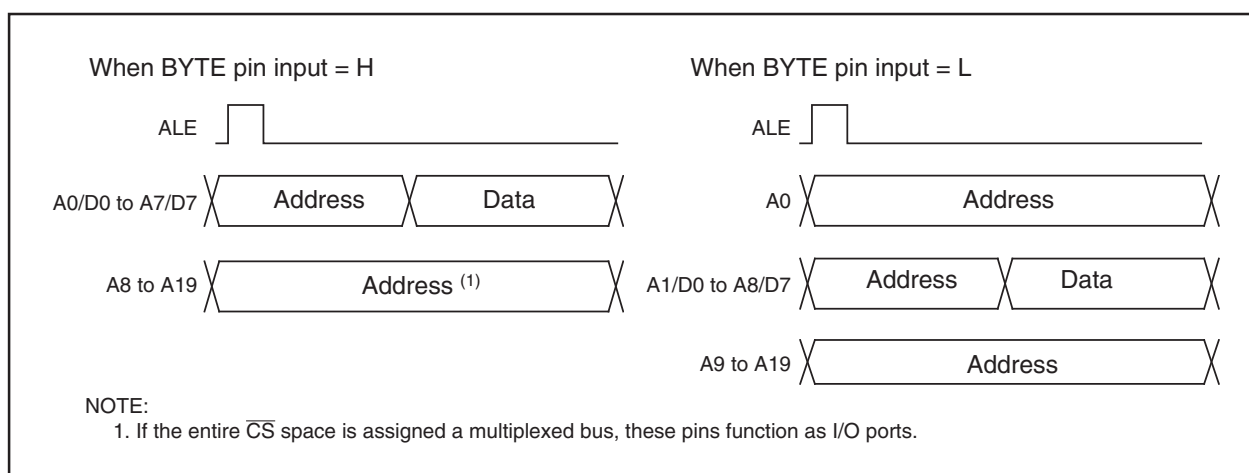 When BYTE pin input = H
ALE
A0/D0 to A7/D7
Address
Data
A8 to A19
Address (1)
When BYTE pin input = L
ALE
A0
Address
A1/D0 to A8/D7
Address
Data
A9 to A19
Address
NOTE:
1. If the entire C̅S̅ space is assigned a multiplexed bus, these pins function as I/O ports.